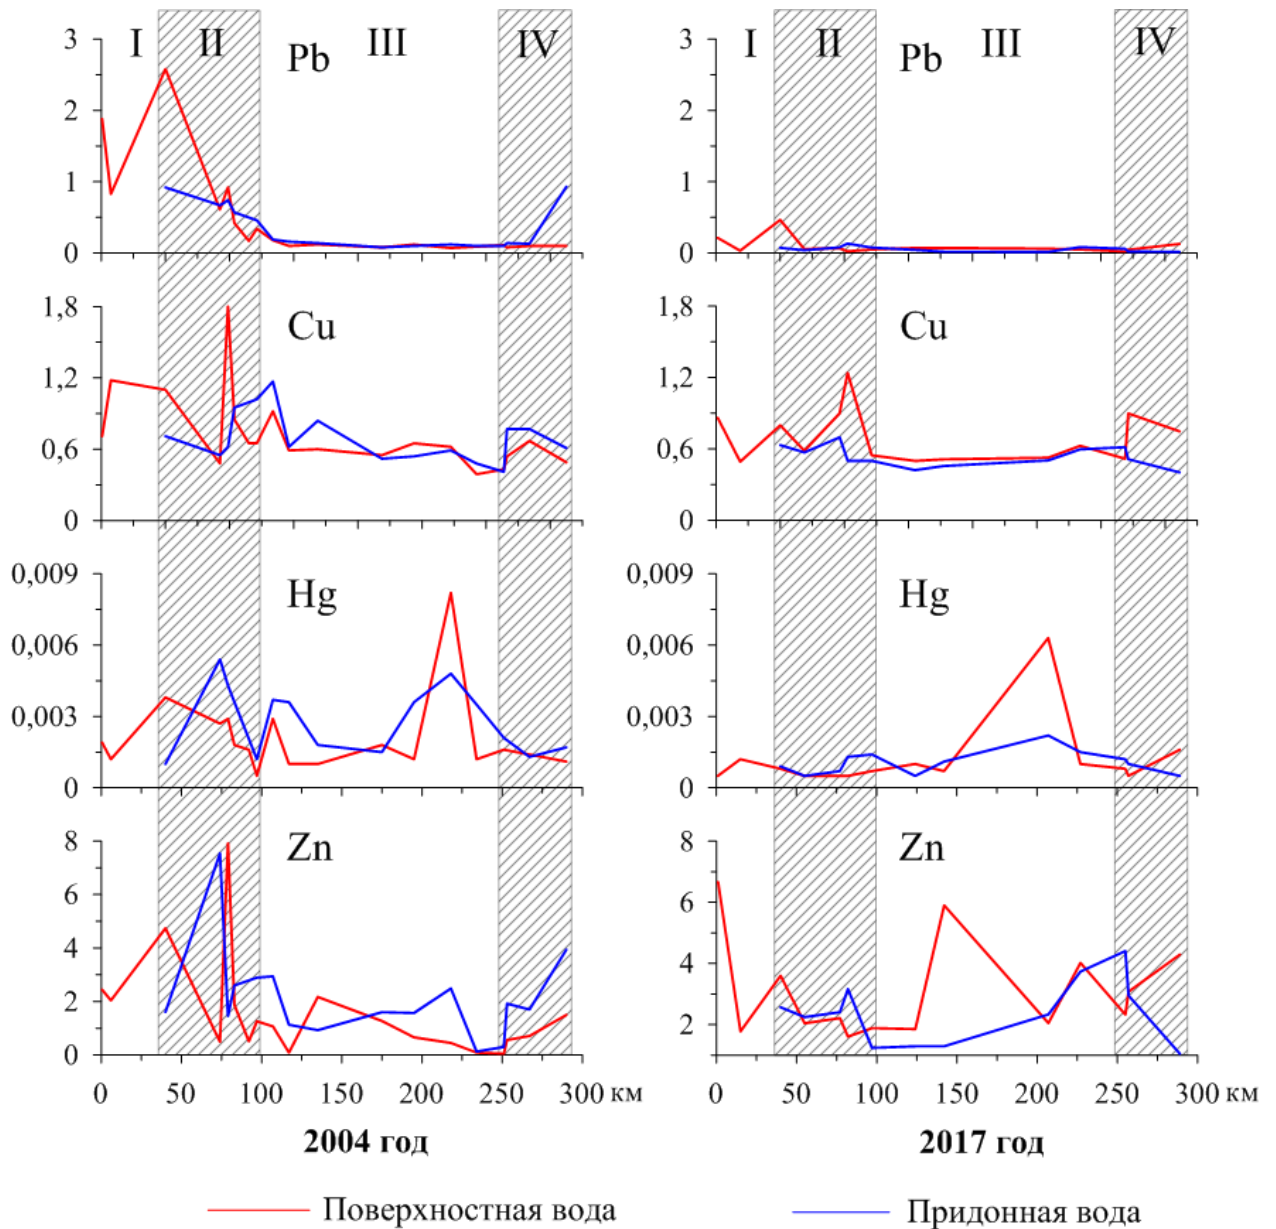 I II III IV
Pb
3
2
1
0
I II III IV
Pb
3
2
1
0
Cu
1,8
1,2
0,6
0
Cu
1,8
1,2
0,6
0
Hg
0,009
0,006
0,003
0
Hg
0,009
0,006
0,003
0
Zn
8
6
4
2
0
Zn
8
6
4
2
0 50 100 150 200 250 300 км
0 50 100 150 200 250 300 км
2004 год
2017 год
Поверхностная вода
Придонная вода